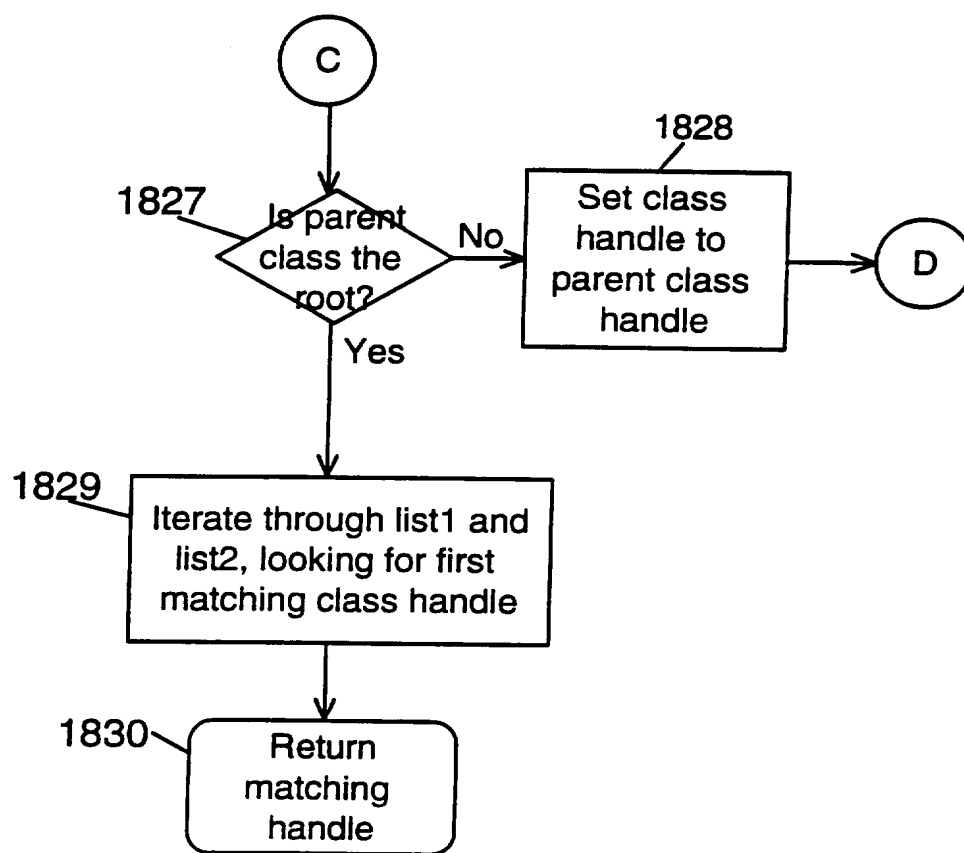 C
1828
1827
Is parent
class the
root?
No
Set class
handle to
parent class
handle
D
Yes
1829
Iterate through list1 and
list2, looking for first
matching class handle
1830
Return
matching
handle